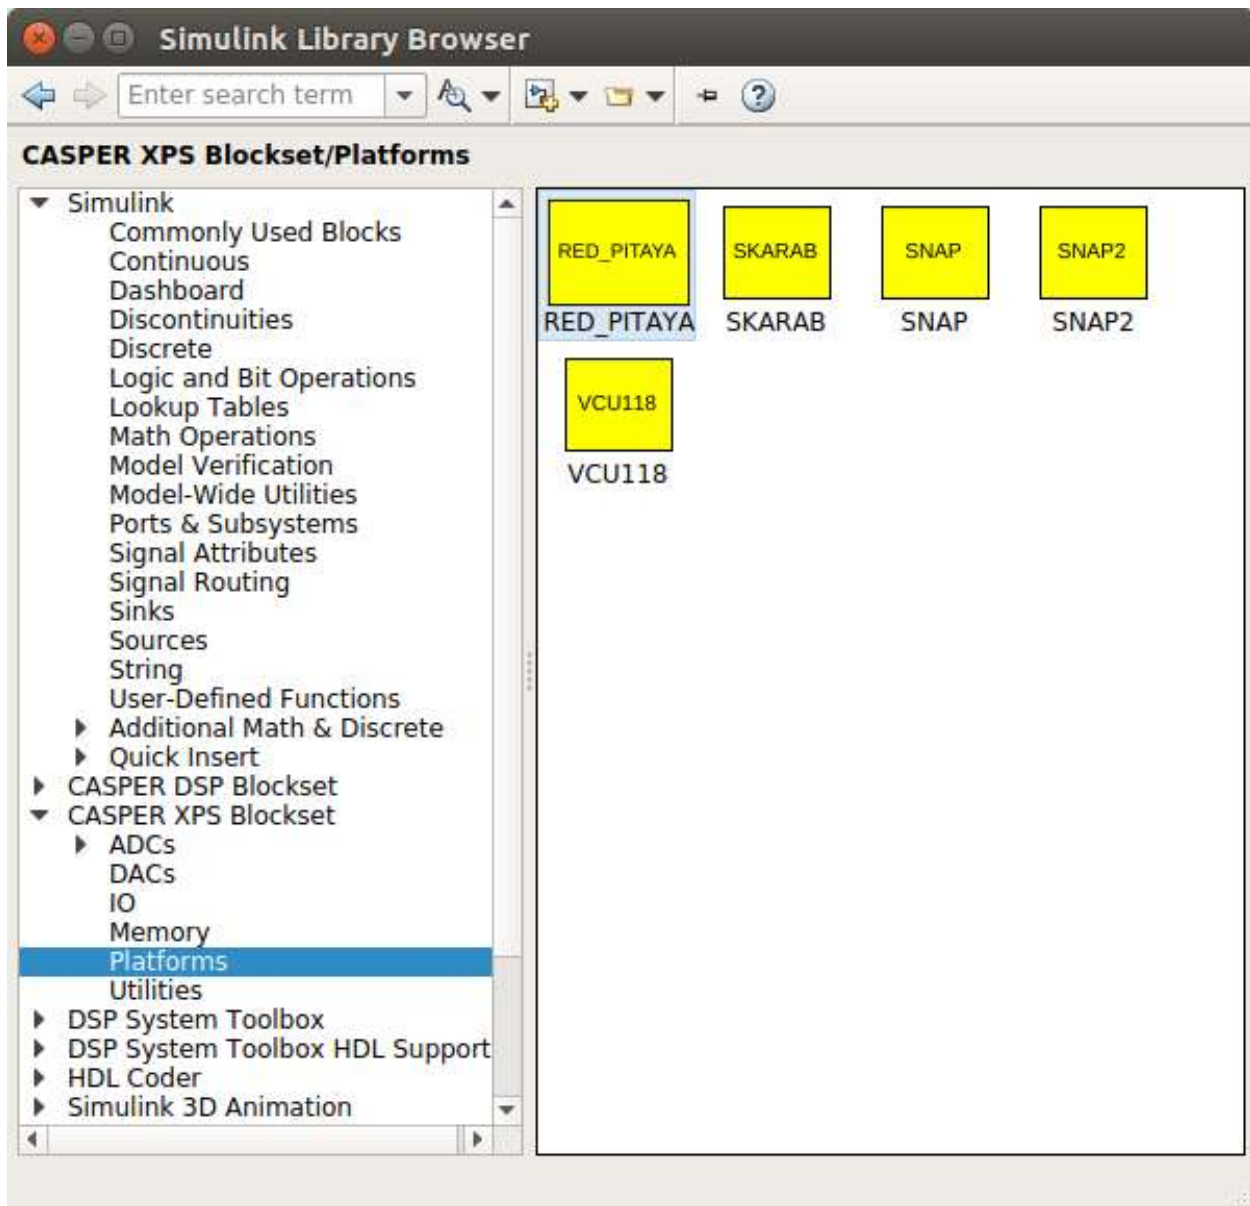 Simulink Library Browser
Enter search term
CASPER XPS Blockset/Platforms
Simulink
Commonly Used Blocks
Continuous
Dashboard
Discontinuities
Discrete
Logic and Bit Operations
Lookup Tables
Math Operations
Model Verification
Model-Wide Utilities
Ports & Subsystems
Signal Attributes
Signal Routing
Sinks
Sources
String
User-Defined Functions
Additional Math & Discrete
Quick Insert
CASPER DSP Blockset
CASPER XPS Blockset
ADCs
DACs
IO
Memory
Platforms
Utilities
DSP System Toolbox
DSP System Toolbox HDL Support
HDL Coder
Simulink 3D Animation
RED_PITAYA SKARAB SNAP SNAP2
RED_PITAYA SKARAB SNAP SNAP2
VCU118
VCU118